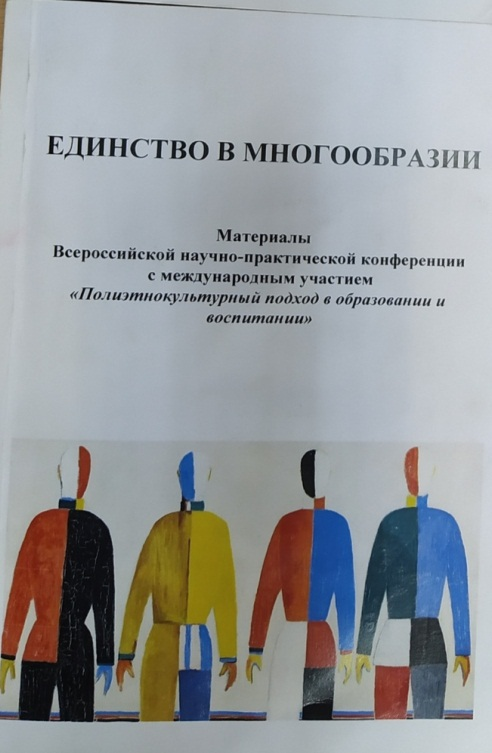 ЕДИНСТВО В МНОГООБРАЗИИ
Материалы
Всероссийской научно-практической конференции
с международным участием
«Полиэтнокультурный подход в образовании и
воспитании»